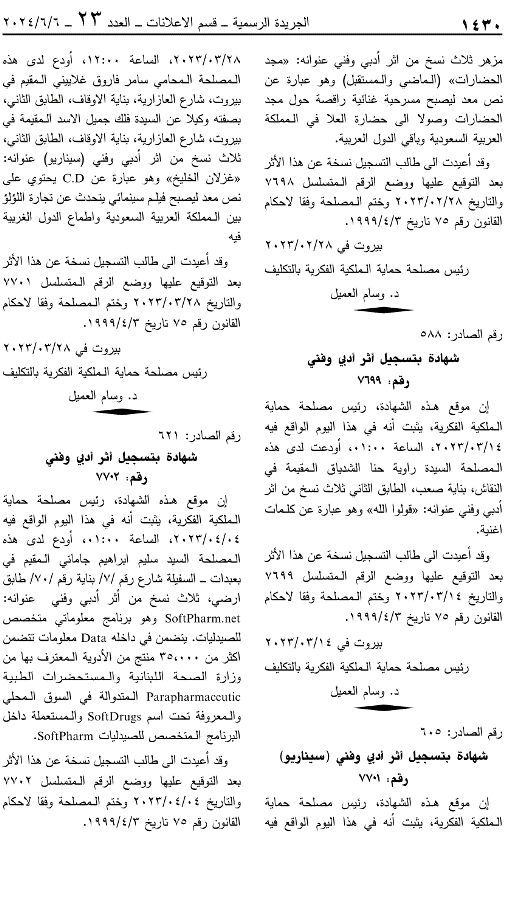 ١٤٣٠
الجريدة الرسمية ـ قسم الاعلانات ـ العدد ٢٣ ـ ٢٠٢٤/٦/٦
مزهر ثلاث نسخ من اثر أدبي وفني عنوانه: «مجد
الحضارات» (الماضي والمستقبل) وهو عبارة عن
نص معد ليصبح مسرحية غنائية راقصة حول مجد
الحضارات وصولا الى حضارة العلا في المملكة
العربية السعودية وباقي الدول العربية.
وقد أعيدت الى طالب التسجيل نسخة عن هذا الأثر
بعد التوقيع عليها ووضع الرقم المتسلسل ٧٦٩٨
والتاريخ ٢٠٢٣/٠٢/٢٨ وختم المصلحة وفقا لاحكام
القانون رقم ٧٥ تاريخ ١٩٩٩/٤/٣.
بيروت في ٢٠٢٣/٠٢/٢٨
رئيس مصلحة حماية الملكية الفكرية بالتكليف
د. وسام العميل
رقم الصادر: ٥٨٨
شهادة بتسجيل أثر أدبي وفني
رقم: ٧٦٩٩
إن موقع هذه الشهادة، رئيس مصلحة حماية
الملكية الفكرية، يثبت أنه في هذا اليوم الواقع فيه
٢٠٢٣/٠٣/١٤، الساعة ٠١:٠٠، أودعت لدى هذه
المصلحة السيدة راوية حنا الشدياق المقيمة في
النقاش، بناية صعب، الطابق الثاني ثلاث نسخ من اثر
أدبي وفني عنوانه: «قولوا الله» وهو عبارة عن كلمات
اغنية.
وقد أعيدت الى طالب التسجيل نسخة عن هذا الأثر
بعد التوقيع عليها ووضع الرقم المتسلسل ٧٦٩٩
والتاريخ ٢٠٢٣/٠٣/١٤ وختم المصلحة وفقا لاحكام
القانون رقم ٧٥ تاريخ ١٩٩٩/٤/٣.
بيروت في ٢٠٢٣/٠٣/١٤
رئيس مصلحة حماية الملكية الفكرية بالتكليف
د. وسام العميل
رقم الصادر: ٦٠٥
شهادة بتسجيل أثر أدبي وفني (سيناريو)
رقم: ٧٧٠١
إن موقع هذه الشهادة، رئيس مصلحة حماية
الملكية الفكرية، يثبت أنه في هذا اليوم الواقع فيه
٢٠٢٣/٠٣/٢٨، الساعة ١٢:٠٠، أودع لدى هذه
المصلحة المحامي سامر فاروق غلاييني المقيم في
بيروت، شارع العازارية، بناية الاوقاف، الطابق الثاني،
بصفته وكيلا عن السيدة فلك جميل الاسد المقيمة في
بيروت، شارع العازارية، بناية الاوقاف، الطابق الثاني،
ثلاث نسخ من اثر أدبي وفني (سيناريو) عنوانه:
«غزلان الخليخ» وهو عبارة عن C.D يحتوي على
نص معد ليصبح فيلم سينمائي يتحدث عن تجارة اللؤلؤ
بين المملكة العربية السعودية واطماع الدول الغربية
فيه
وقد أعيدت الى طالب التسجيل نسخة عن هذا الأثر
بعد التوقيع عليها ووضع الرقم المتسلسل ٧٧٠١
والتاريخ ٢٠٢٣/٠٣/٢٨ وختم المصلحة وفقا لاحكام
القانون رقم ٧٥ تاريخ ١٩٩٩/٤/٣.
بيروت في ٢٠٢٣/٠٣/٢٨
رئيس مصلحة حماية الملكية الفكرية بالتكليف
د. وسام العميل
رقم الصادر: ٦٢١
شهادة بتسجيل أثر أدبي وفني
رقم: ٧٧٠٢
إن موقع هذه الشهادة، رئيس مصلحة حماية
الملكية الفكرية، يثبت أنه في هذا اليوم الواقع فيه
٢٠٢٣/٠٤/٠٤، الساعة ٠١:٠٠، أودع لدى هذه
المصلحة السيد سليم ابراهيم جاماتي المقيم في
بعبدات ـ السفيلة شارع رقم /٧/ بناية رقم /٧٠/ طابق
ارضي، ثلاث نسخ من أثر أدبي وفني عنوانه:
SoftPharm.net وهو برنامج معلوماتي متخصص
للصيدليات. يتضمن في داخله Data معلومات تتضمن
اكثر من ٣٥،٠٠٠ منتج من الأدوية المعترف بها من
وزارة الصحة اللبنانية والمستحضرات الطبية
Parapharmaceutic المتدوالة في السوق المحلي
والمعروفة تحت اسم SoftDrugs والمستعملة داخل
البرنامج المتخصص للصيدليات SoftPharm.
وقد أعيدت الى طالب التسجيل نسخة عن هذا الأثر
بعد التوقيع عليها ووضع الرقم المتسلسل ٧٧٠٢
والتاريخ ٢٠٢٣/٠٤/٠٤ وختم المصلحة وفقا لاحكام
القانون رقم ٧٥ تاريخ ١٩٩٩/٤/٣.